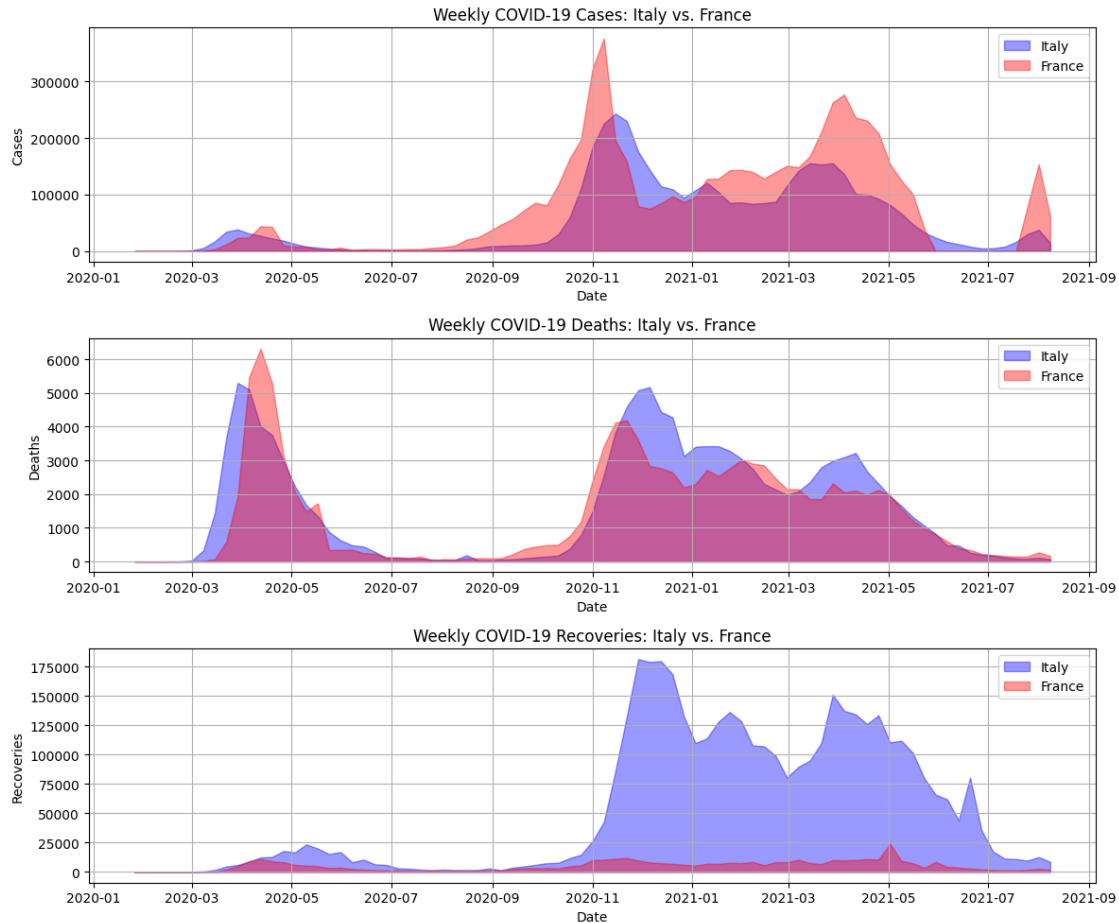 Weekly COVID-19 Cases: Italy vs. France
Italy
France
Cases
300000
200000
100000
0
2020-01 2020-03 2020-05 2020-07 2020-09 2020-11 2021-01 2021-03 2021-05 2021-07 2021-09
Date
Weekly COVID-19 Deaths: Italy vs. France
Italy
France
Deaths
6000
5000
4000
3000
2000
1000
0
2020-01 2020-03 2020-05 2020-07 2020-09 2020-11 2021-01 2021-03 2021-05 2021-07 2021-09
Date
Weekly COVID-19 Recoveries: Italy vs. France
Italy
France
Recoveries
175000
150000
125000
100000
75000
50000
25000
0
2020-01 2020-03 2020-05 2020-07 2020-09 2020-11 2021-01 2021-03 2021-05 2021-07 2021-09
Date